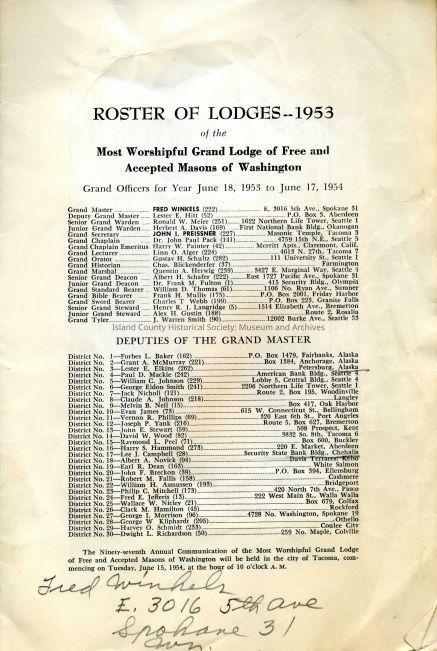 ROSTER OF LODGES--1953
of the
Most Worshipful Grand Lodge of Free and
Accepted Masons of Washington
Grand Officers for Year June 18, 1953 to June 17, 1954
Grand Master FRED WINKELS (222) E. 3016 5th Ave., Spokane 31
Deputy Grand Master Lester E. Hitt (52) P.O. Box 5, Aberdeen
Senior Grand Warden Ronald W. Meier (251) 1622 Northern Life Tower, Seattle 1
Junior Grand Warden Herbert A. Davis (169) First National Bank Bldg., Okanogan
Grand Treasurer JOHN I. PREISSNER (227) Masonic Temple, Tacoma 3
Grand Secretary John I. PREISSNER
Grand Chaplain Dr. John Paul Pack (141) 4759 15th N.E., Seattle 5
Grand Chaplain Emeritus Harry W. Painter (42) Merritt Apts., Claremont, Calif.
Grand Lecturer Linn O. Alger (224) 4613 N. 27th, Tacoma 7
Grand Orator Gustav H. Schultz (282) 111 University St., Seattle 1
Grand Historian Chas. Bickenderfer (37) Farmington
Grand Marshal Quentin A. Herwig (259) 3427 E. Marginal Way, Seattle 4
Senior Grand Deacon Albert H. Schafer (222) East 1727 Pacific Ave., Spokane 31
Junior Grand Deacon Dr. Frank M. Fulton (1) 415 Security Bldg., Olympia
Grand Standard Bearer William D. Thomas (61) 1106 No. Ryan Ave., Sumner
Grand Bible Bearer Frank H. Mullis (175) P.O. Box 2001, Friday Harbor
Grand Sword Bearer Charles T. Webb (199) P.O. Box 225, Granite Falls
Senior Grand Steward Henry R. J. Langridge (5) 1514 Elizabeth Ave., Bremerton
Junior Grand Steward Alex H. Gustin (188) Route 2, Rosalia
Grand Tyler J. Warren Smith (90) 12002 Burke Ave., Seattle 33
Island County Historical Society: Museum and Archives
DEPUTIES OF THE GRAND MASTER
District No. 1—Forbes L. Baker (162) P.O. Box 1479, Fairbanks, Alaska
District No. 2—Grant A. McMurray (221) Box 1384, Anchorage, Alaska
District No. 3—Lester E. Elkins (262) Petersburg, Alaska
District No. 4—Paul D. Mackie (242) American Bank Bldg., Seattle 4
District No. 5—William G. Johnson (229) Lobby 5, Central Bldg., Seattle 4
District No. 6—George Eldon Smith (241) 2206 Northern Life Tower, Seattle 1
District No. 7—Jack Nicholl (121) Route 2, Box 195, Woodinville
District No. 8—Claude A. Johnson (218) Langley
District No. 9—Melvin B. Neil (15) Box 417, Oak Harbor
District No. 10—Evan James (75) 615 W. Connecticut St., Bellingham
District No. 11—Vernon R. Phillips (69) 320 East 6th St., Port Angeles
District No. 12—Joseph P. Yank (216) Route 5, Box 627, Bremerton
District No. 13—John E. Stewart (59) 508 Prospect, Kent
District No. 14—David W. Wood (82) 3832 So. 8th, Tacoma 6
District No. 15—Raymond L. Peel (71) Box 600, Buckley
District No. 16—Harry S. Hammond (273) 220 E. Market, Aberdeen
District No. 17—Lee J. Campbell (28) Security State Bank Bldg., Chehalis
District No. 18—Albert A. Novick (94) Davis Terraces, Kelso
District No. 19—Earl R. Dean (163) White Salmon
District No. 20—John F. Breckon (39) P.O. Box 394, Ellensburg
District No. 21—Robert M. Fallis (158) Cashmere
District No. 22—William H. Asmussen (193) Bridgeport
District No. 23—Philip C. Mitchell (173) 420 North 7th Ave., Pasco
District No. 24—Fred E. Jefferis (13) 222 West Main St., Walla Walla
District No. 25—Wallace W. Nixley (21) Box 679, Colfax
District No. 26—Clark M. Hamilton (45) Rockford
District No. 27—George I. Morrison (96) 4728 No. Washington, Spokane 19
District No. 28—George W. Kliphardt (205) Othello
District No. 29—Harvey O. Schmidt (233) Coulee City
District No. 30—Dwight L. Richardson (50) 259 No. Maple, Colville
The Ninety-seventh Annual Communication of the Most Worshipful Grand Lodge
of Free and Accepted Masons of Washington will be held in the city of Tacoma, com-
mencing on Tuesday, June 15, 1954, at the hour of 10 o'clock A. M.
Fred Winkels
E. 3016 5th ave
Spokane 31
Wn.